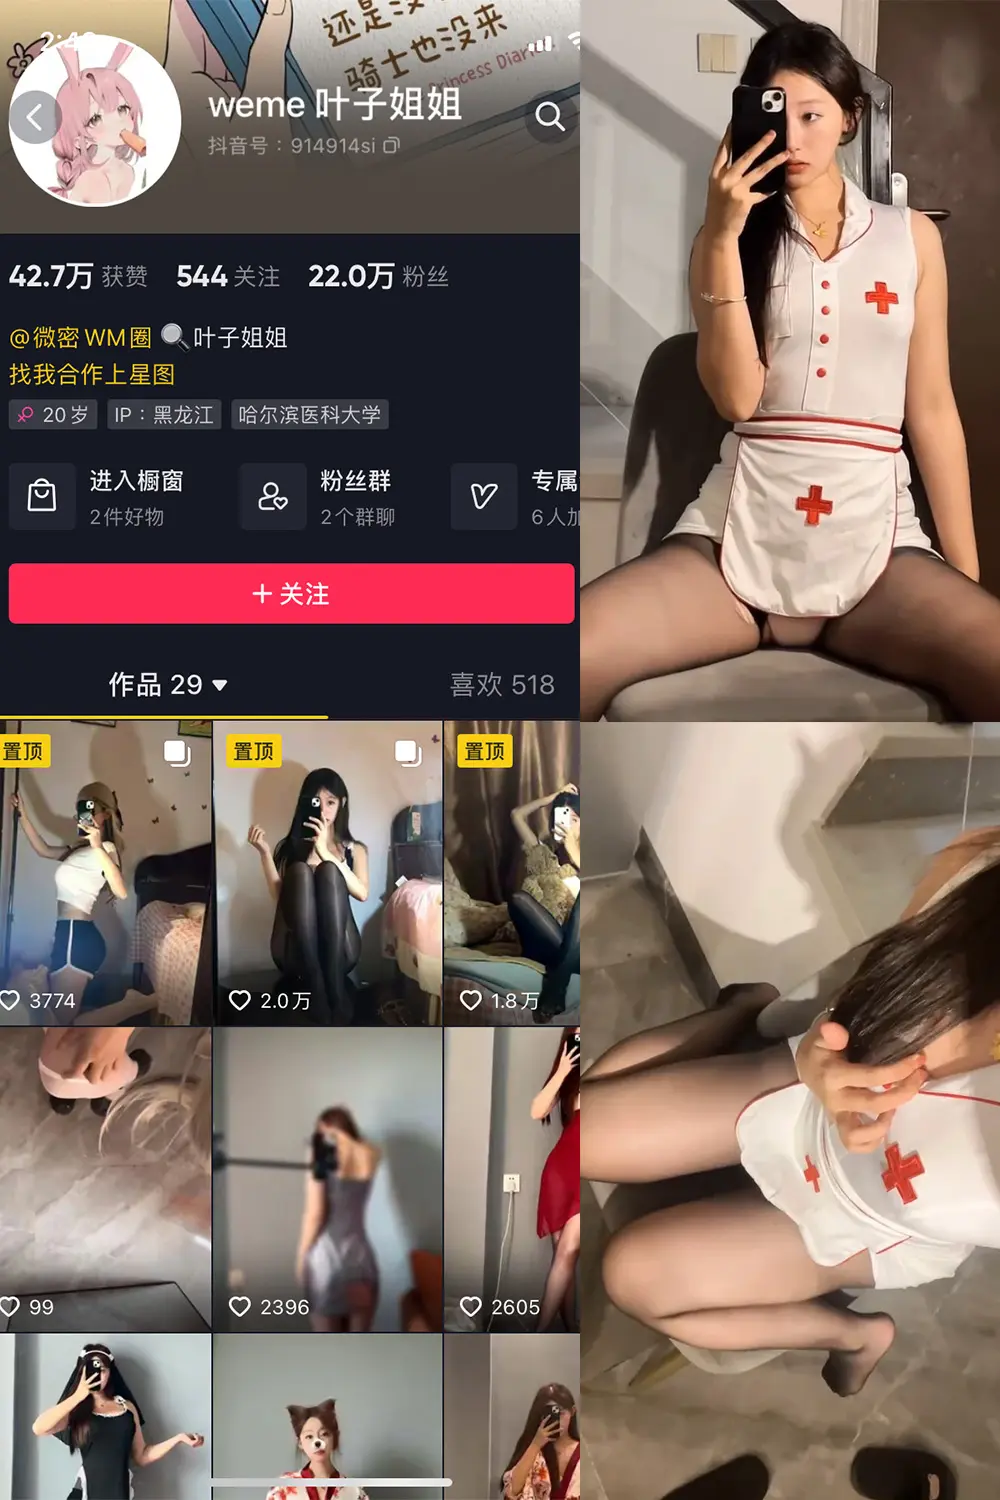 还是没
骑士也没来
Princess Diar
weme 叶子姐姐
抖音号：914914si
42.7万 获赞 544 关注 22.0万 粉丝
@微密WM圈 叶子姐姐
找我合作上星图
20岁 IP：黑龙江 哈尔滨医科大学
进入橱窗 粉丝群 专属
2件好物 2个群聊 6人加
+ 关注
作品 29 喜欢 518
置顶 置顶 置顶
3774 2.0万 1.8万
99 2396 2605